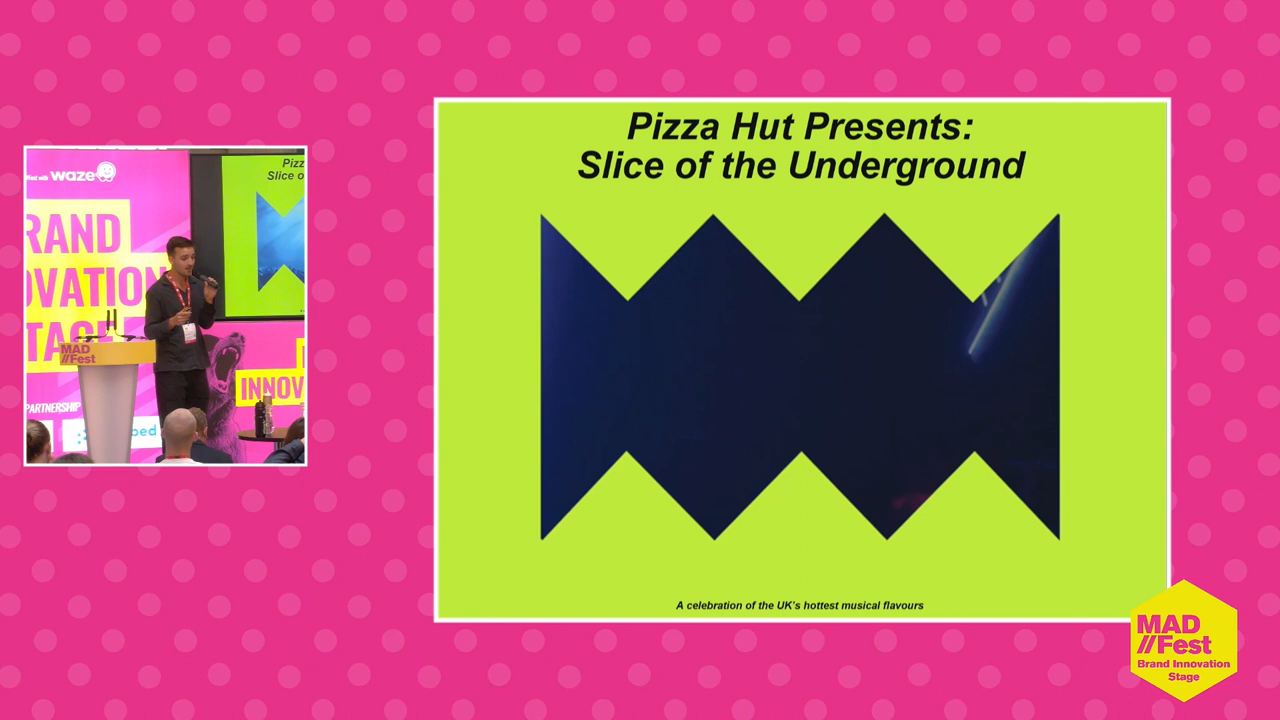 Pizza Hut Presents:
Slice of the Underground
A celebration of the UK's hottest musical flavours
waze
RAND
OVATION
TAGE
MAD
//Fest
PARTNERSHIP
INNOV
Pizz
Slice o
MAD
//Fest
Brand Innovation
Stage